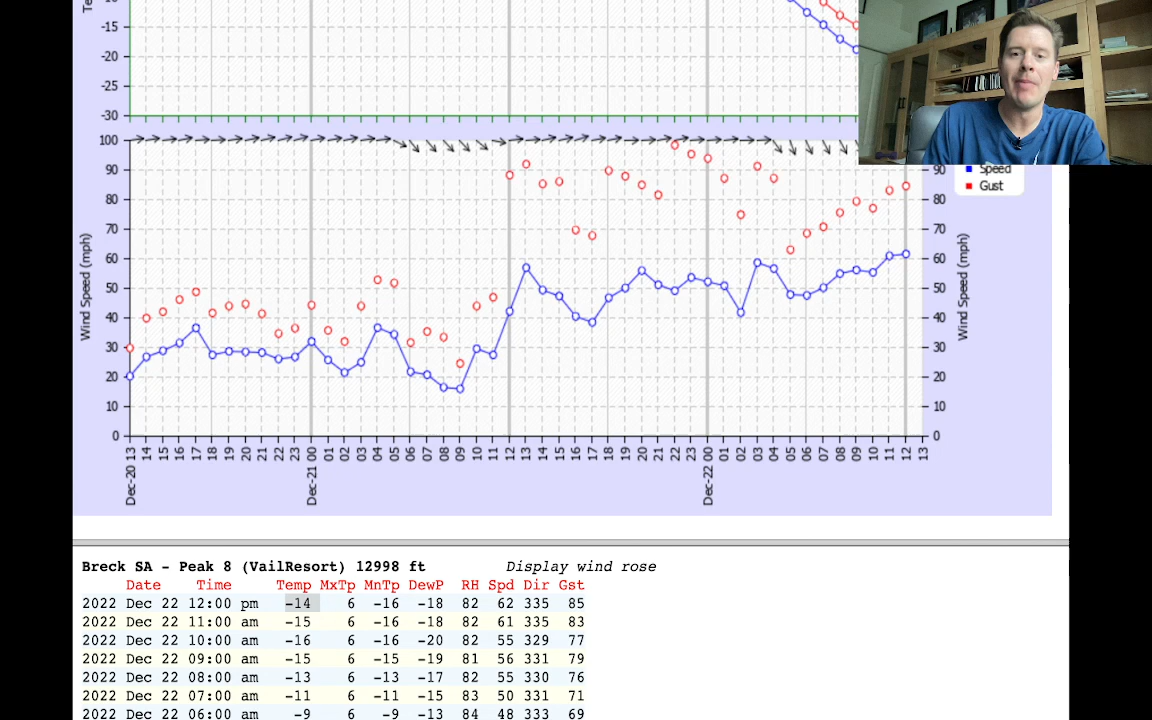 Te
-15
-20
-25
-30
100
90
80
70
60
50
40
30
20
10
0
Wind Speed (mph)
90
80
70
60
50
40
30
20
10
0
Wind Speed (mph)
Speed
Gust
Dec-20 13 14 15 16 17 18 19 20 21 22 23 Dec-21 00 01 02 03 04 05 06 07 08 09 10 11 12 13 14 15 16 17 18 19 20 21 22 23 Dec-22 00 01 02 03 04 05 06 07 08 09 10 11 12 13
Breck SA - Peak 8 (VailResort) 12998 ft Display wind rose
Date Time Temp MxTp MnTp DewP RH Spd Dir Gst
2022 Dec 22 12:00 pm -14 6 -16 -18 82 62 335 85
2022 Dec 22 11:00 am -15 6 -16 -18 82 61 335 83
2022 Dec 22 10:00 am -16 6 -16 -20 82 55 329 77
2022 Dec 22 09:00 am -15 6 -15 -19 81 56 331 79
2022 Dec 22 08:00 am -13 6 -13 -17 82 55 330 76
2022 Dec 22 07:00 am -11 6 -11 -15 83 50 331 71
2022 Dec 22 06:00 am -9 6 -9 -13 84 48 333 69